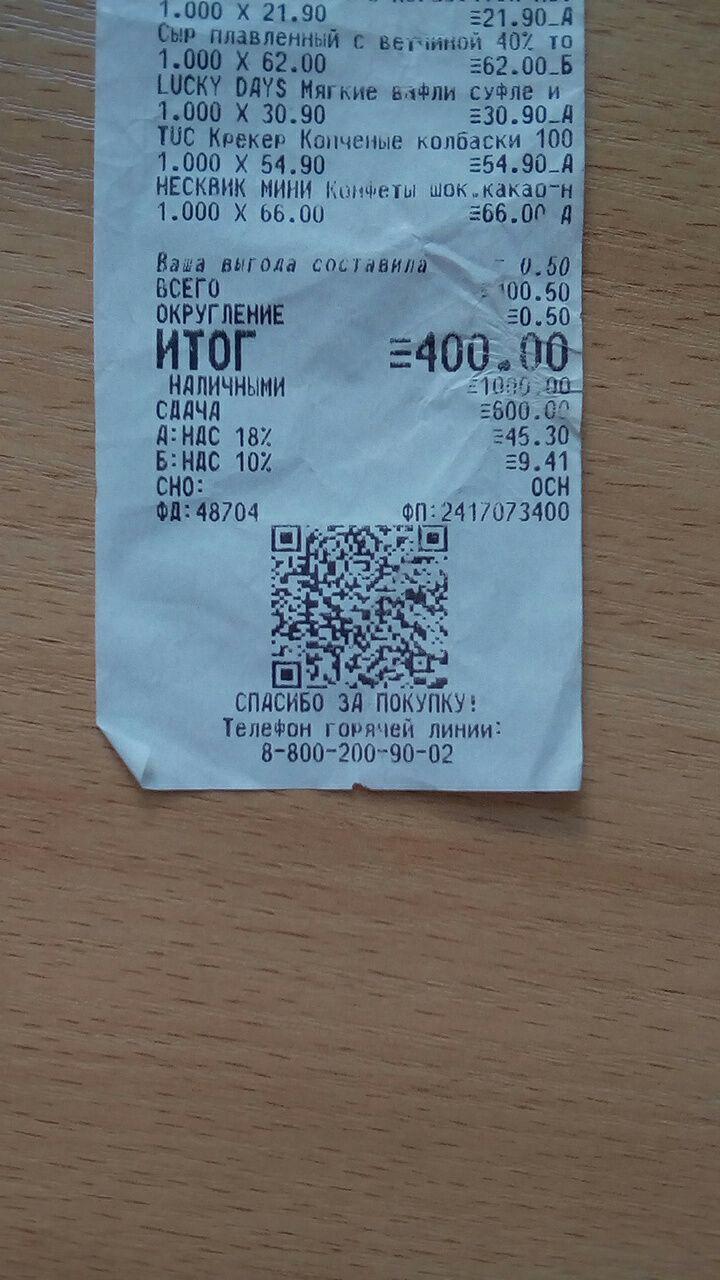 1.000 X 21.90 ≡21.90_А
Сыр плавленный с ветчиной 40% то
1.000 X 62.00 ≡62.00_Б
LUCKY DAYS Мягкие вафли суфле и
1.000 X 30.90 ≡30.90_А
TUC Крекер Копченые колбаски 100
1.000 X 54.90 ≡54.90_А
НЕСКВИК МИНИ Конфеты шок.какао-н
1.000 X 66.00 ≡66.00 А
Ваша выгода составила 0.50
ВСЕГО 400.50
ОКРУГЛЕНИЕ ≡0.50
ИТОГ ≡400.00
НАЛИЧНЫМИ ≡1000.00
СДАЧА ≡600.00
А:НДС 18% ≡45.30
Б:НДС 10% ≡9.41
СНО: ОСН
ФД:48704 ФП:2417073400
СПАСИБО ЗА ПОКУПКУ!
Телефон горячей линии:
8-800-200-90-02